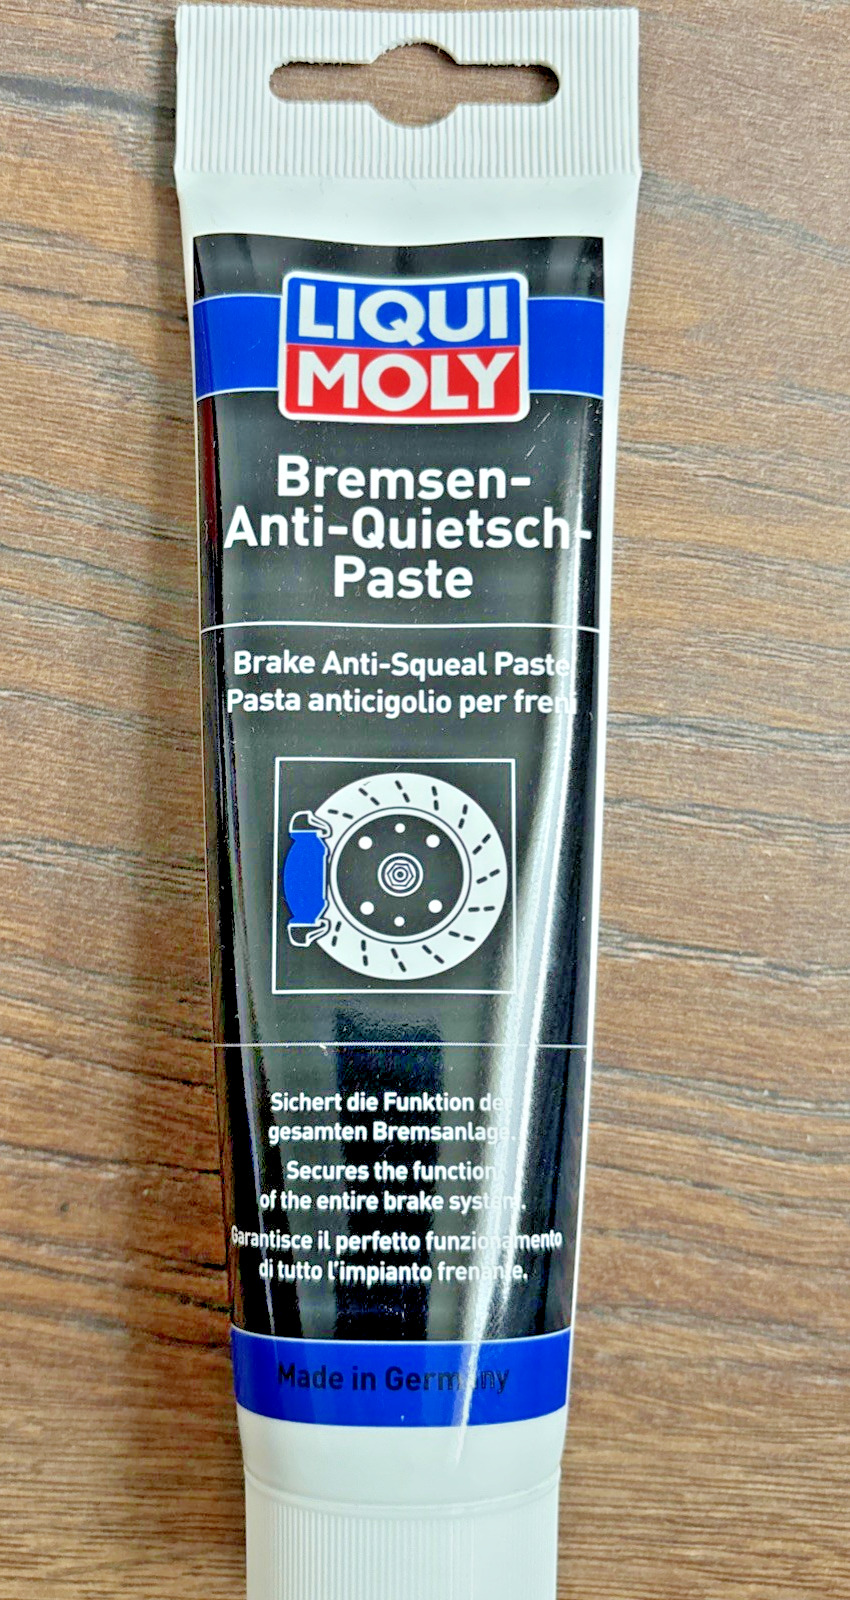 LIQUI
MOLY
Bremsen-
Anti-Quietsch-
Paste
Brake Anti-Squeal Paste
Pasta anticigolio per freni
Sichert die Funktion der
gesamten Bremsanlage.
Secures the function
of the entire brake system.
Garantisce il perfetto funzionamento
di tutto l'impianto frenante.
Made in Germany